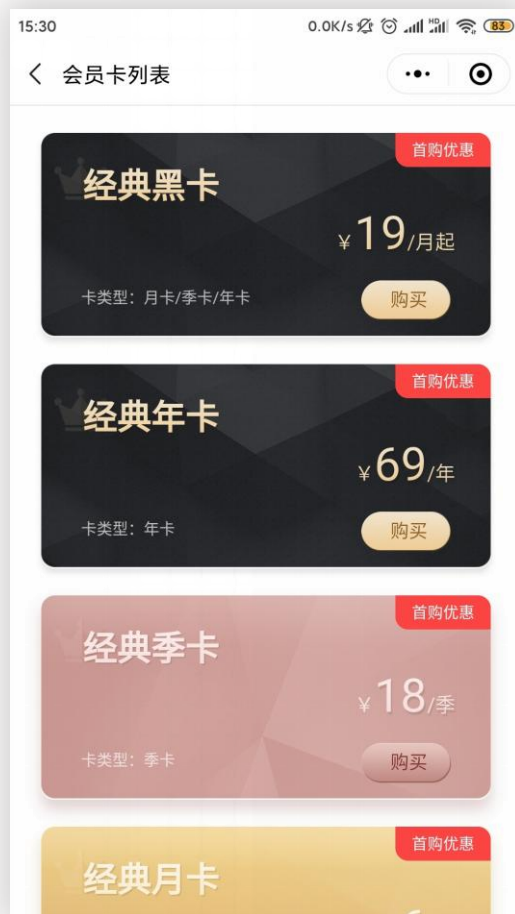 15:30 0.0K/s HD 83
会员卡列表
首购优惠
经典黑卡
¥19/月起
卡类型：月卡/季卡/年卡
购买
首购优惠
经典年卡
¥69/年
卡类型：年卡
购买
首购优惠
经典季卡
¥18/季
卡类型：季卡
购买
首购优惠
经典月卡